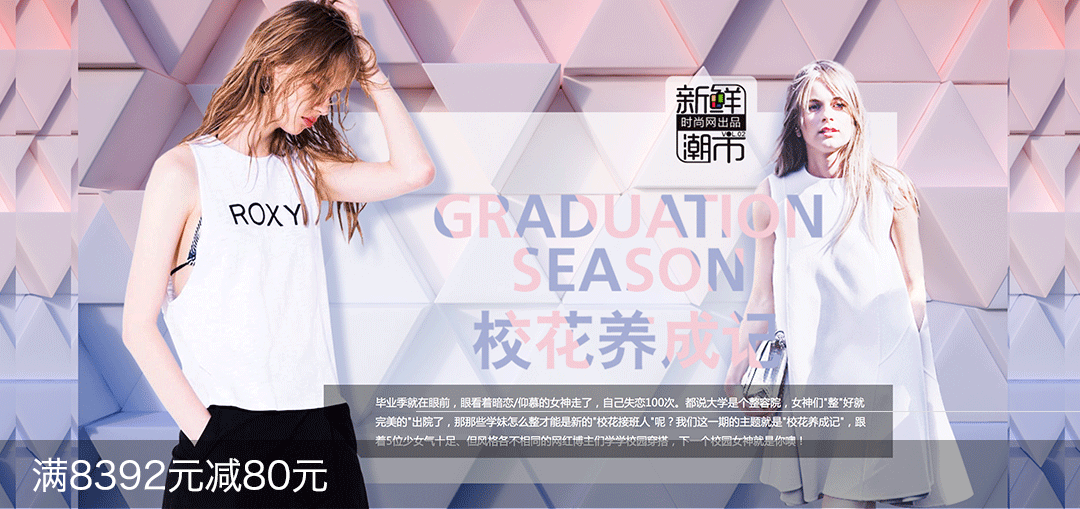 新鲜
时尚网出品
VOL.02
潮市
ROXY
GRADUATION
SEASON
校花养成记
毕业季就在眼前，眼看着暗恋/仰慕的女神走了，自己失恋100次。都说大学是个整容院，女神们"整"好就
完美的"出院了，那那些学妹怎么整才能是新的"校花接班人"呢？我们这一期的主题就是"校花养成记"，跟
着5位少女气十足、但风格各不相同的网红博主们学学校园穿搭，下一个校园女神就是你噢！
满8392元减80元